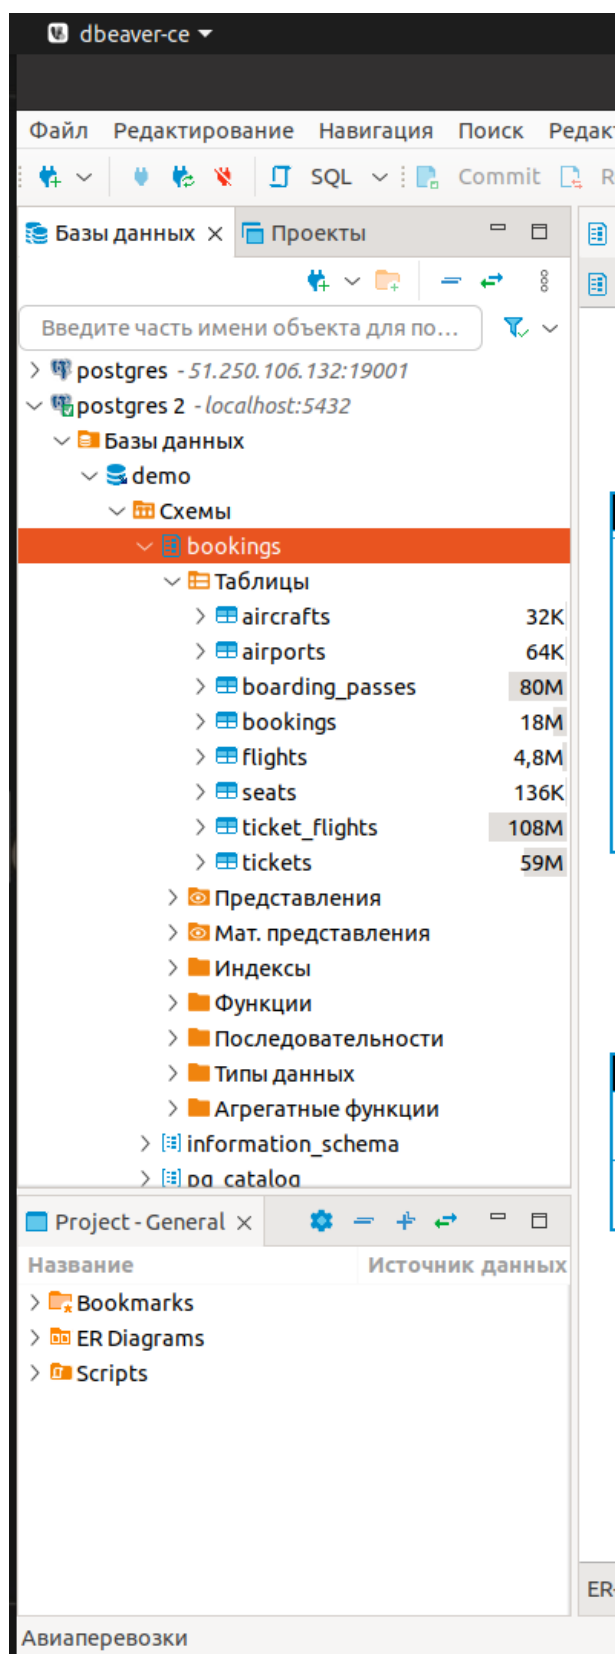 dbeaver-ce
Файл Редактирование Навигация Поиск Редакт
SQL Commit R
Базы данных Проекты
Введите часть имени объекта для по...
postgres - 51.250.106.132:19001
postgres 2 - localhost:5432
Базы данных
demo
Схемы
bookings
Таблицы
aircrafts 32K
airports 64K
boarding_passes 80M
bookings 18M
flights 4,8M
seats 136K
ticket_flights 108M
tickets 59M
Представления
Мат. представления
Индексы
Функции
Последовательности
Типы данных
Агрегатные функции
information_schema
pg_catalog
Project - General
Название Источник данных
Bookmarks
ER Diagrams
Scripts
ER-
Авиаперевозки